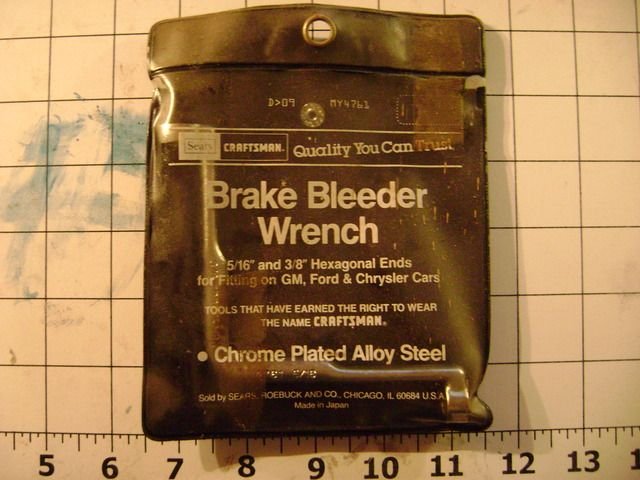 D>09 MY4763
Sears CRAFTSMAN® Quality You Can Trust
Brake Bleeder
Wrench
5/16" and 3/8" Hexagonal Ends
for Fitting on GM, Ford & Chrysler Cars
TOOLS THAT HAVE EARNED THE RIGHT TO WEAR
THE NAME CRAFTSMAN®
• Chrome Plated Alloy Steel
Sold by SEARS, ROEBUCK AND CO., CHICAGO, IL 60684 U.S.A.
Made in Japan
5 6 7 8 9 10 11 12 13